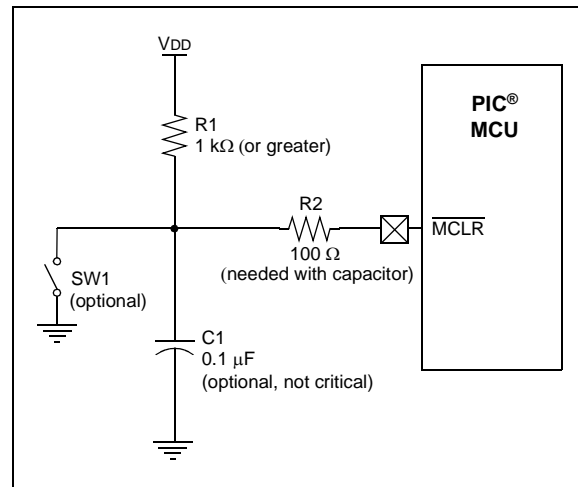 VDD
PIC®
MCU
R1
1 kΩ (or greater)
R2
MCLR
100 Ω
(needed with capacitor)
SW1
(optional)
C1
0.1 μF
(optional, not critical)